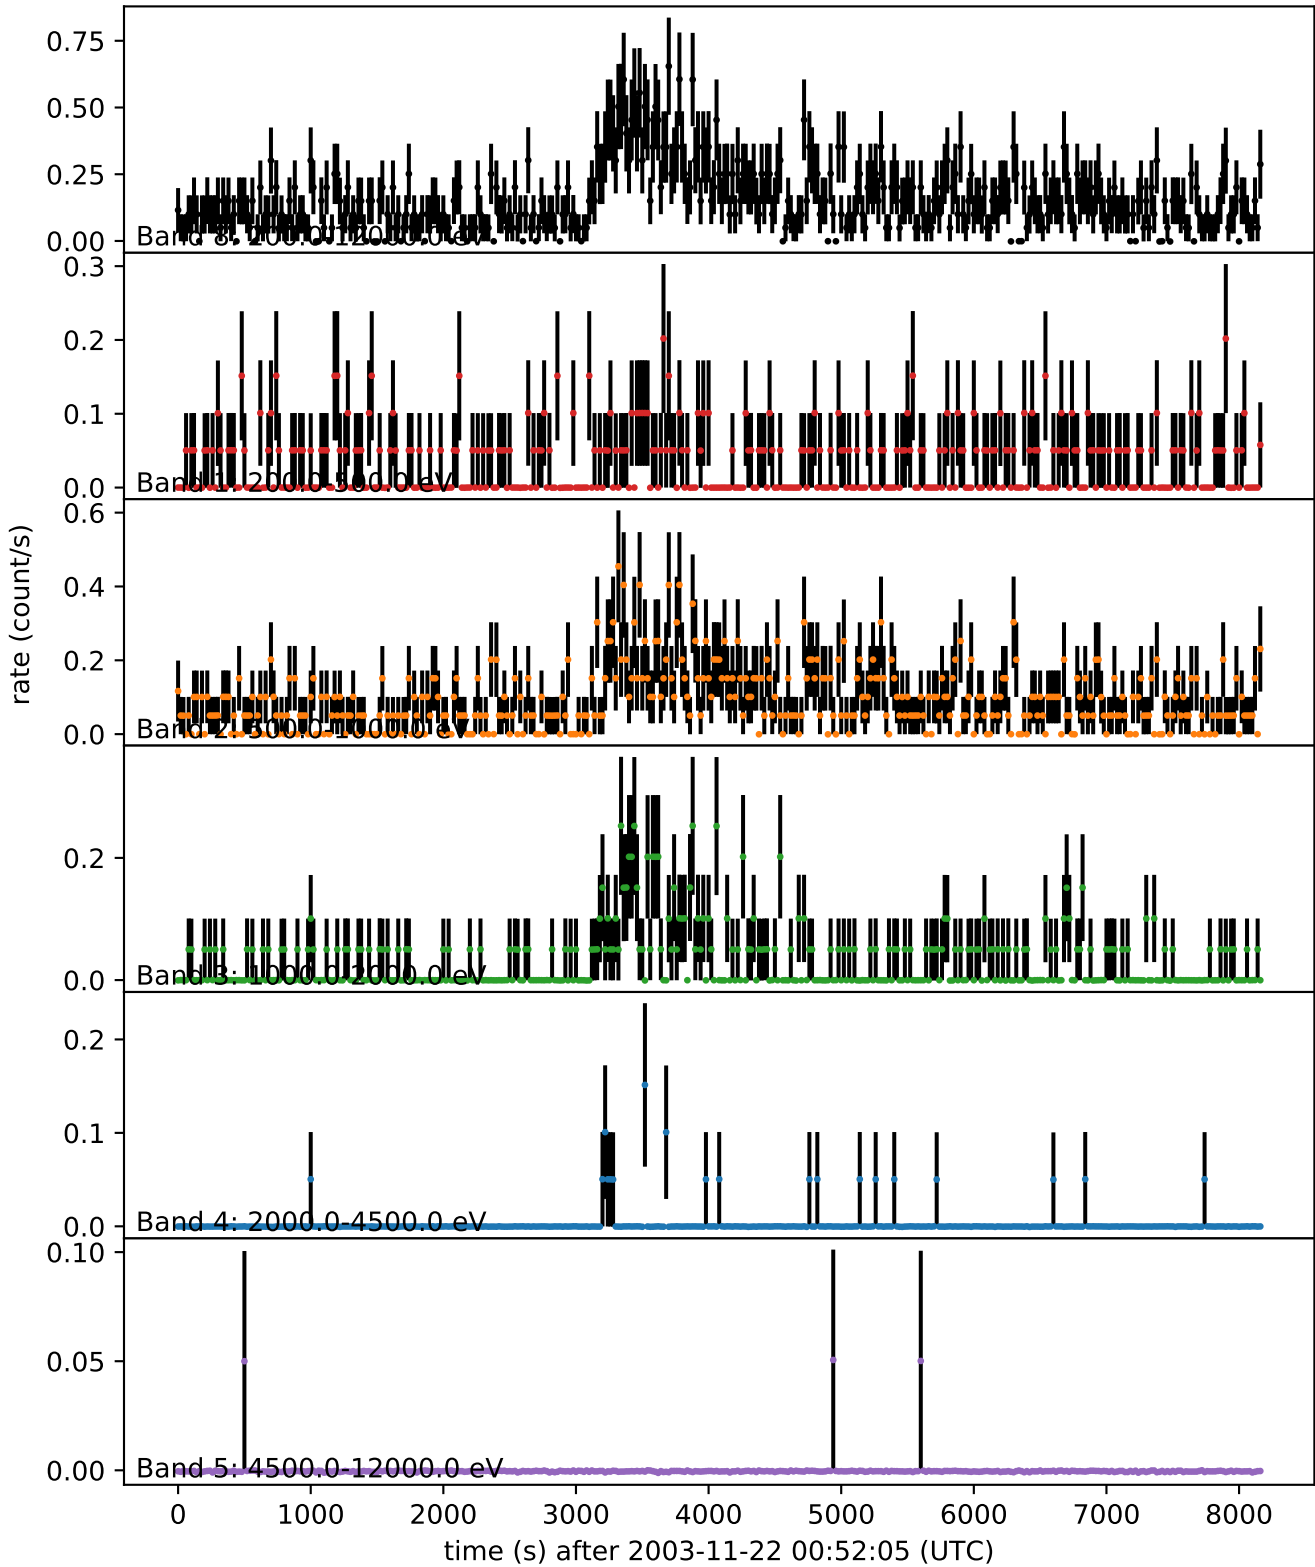 0.75
0.50
0.25
0.00
Band 8: 200.0-12000.0 eV
0.3
0.2
0.1
0.0
Band 1: 200.0-500.0 eV
0.6
0.4
0.2
0.0
Band 2: 500.0-1000.0 eV
rate (count/s)
0.2
0.0
Band 3: 1000.0-2000.0 eV
0.2
0.1
0.0
Band 4: 2000.0-4500.0 eV
0.10
0.05
0.00
Band 5: 4500.0-12000.0 eV
0 1000 2000 3000 4000 5000 6000 7000 8000
time (s) after 2003-11-22 00:52:05 (UTC)